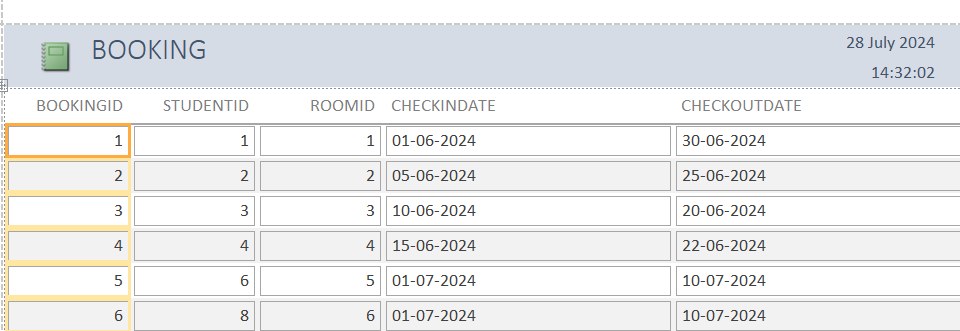 BOOKING
28 July 2024
14:32:02
BOOKINGID STUDENTID ROOMID CHECKINDATE CHECKOUTDATE
1 1 1 01-06-2024 30-06-2024
2 2 2 05-06-2024 25-06-2024
3 3 3 10-06-2024 20-06-2024
4 4 4 15-06-2024 22-06-2024
5 6 5 01-07-2024 10-07-2024
6 8 6 01-07-2024 10-07-2024